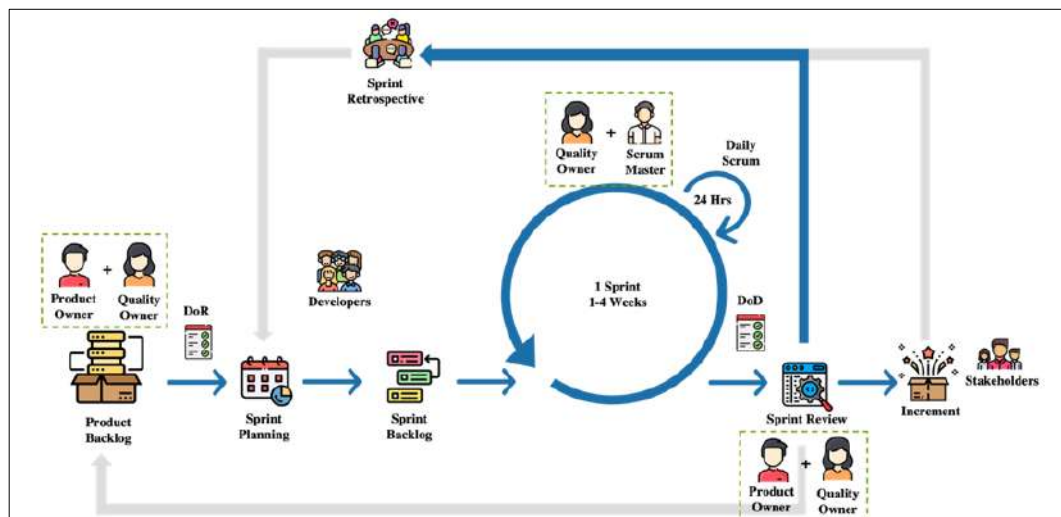 Sprint
Retrospective
Quality
Owner
+
Scrum
Master
Daily
Scrum
24 Hrs
1 Sprint
1-4 Weeks
Product
Owner
+
Quality
Owner
DoR
Developers
DoD
Product
Backlog
Sprint
Planning
Sprint
Backlog
Sprint Review
Increment
Stakeholders
Product
Owner
+
Quality
Owner